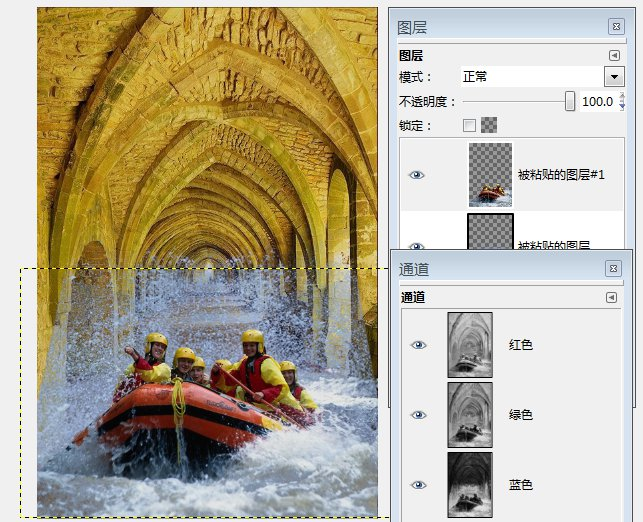 图层
图层
模式：
正常
不透明度：
100.0
锁定：
被粘贴的图层#1
被粘贴的图层
通道
通道
红色
绿色
蓝色